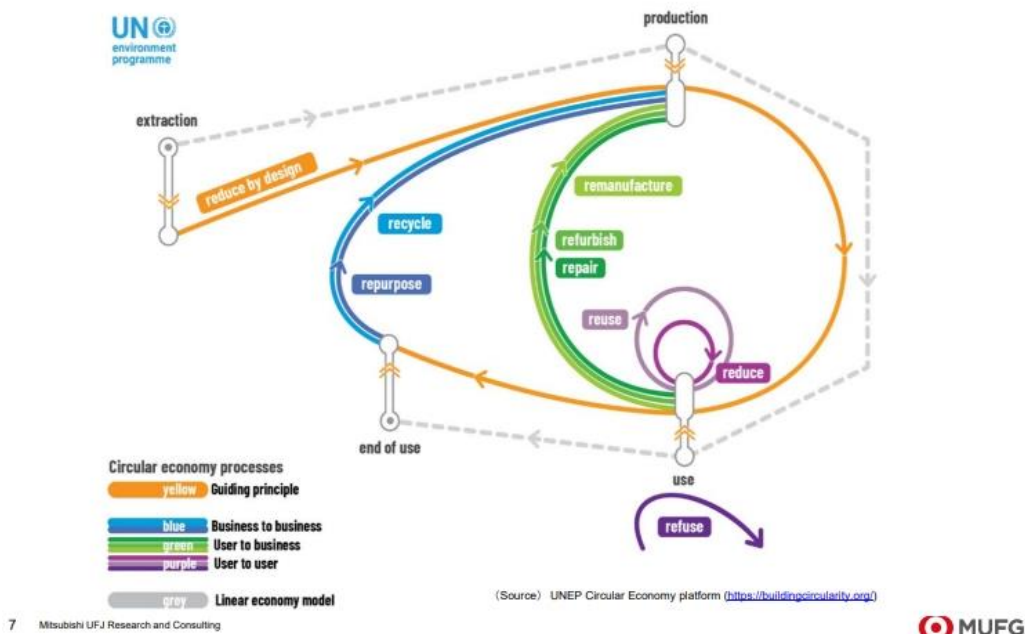 UN
environment
programme
production
extraction
reduce by design
recycle
remanufacture
refurbish
repair
repurpose
reuse
reduce
end of use
use
refuse
Circular economy processes
yellow Guiding principle
blue Business to business
green User to business
purple User to user
grey Linear economy model
（Source） UNEP Circular Economy platform (https://buildingcircularity.org/)
7 Mitsubishi UFJ Research and Consulting
MUFG